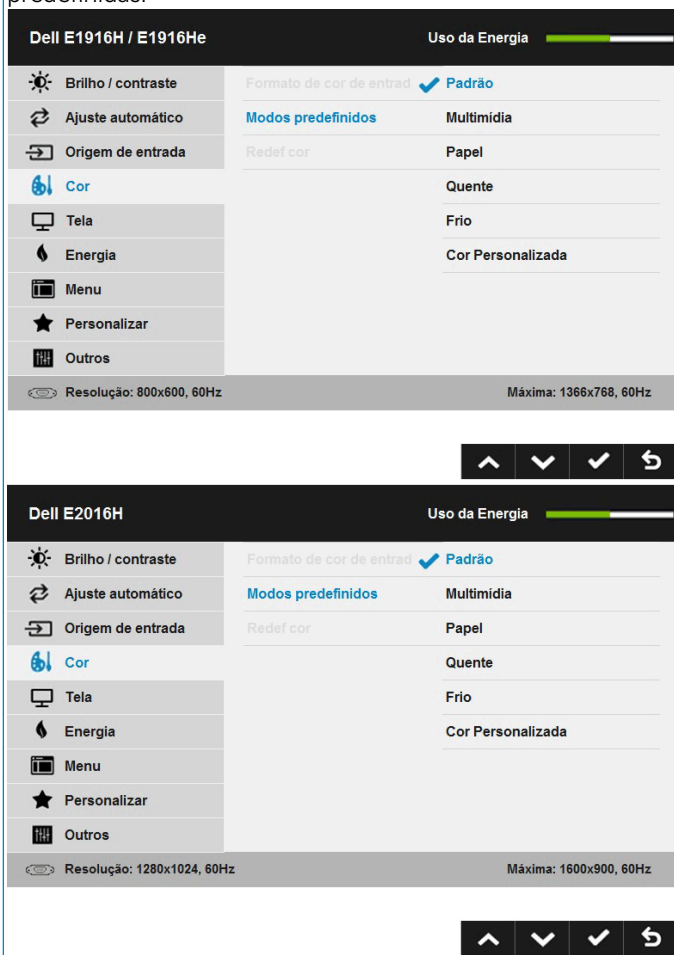 predefinidas.
Dell E1916H / E1916He Uso da Energia
Brilho / contraste Formato de cor de entrad Padrão
Ajuste automático Modos predefinidos Multimídia
Origem de entrada Redef cor Papel
Cor Quente
Tela Frio
Energia Cor Personalizada
Menu
Personalizar
Outros
Resolução: 800x600, 60Hz Máxima: 1366x768, 60Hz
Dell E2016H Uso da Energia
Brilho / contraste Formato de cor de entrad Padrão
Ajuste automático Modos predefinidos Multimídia
Origem de entrada Redef cor Papel
Cor Quente
Tela Frio
Energia Cor Personalizada
Menu
Personalizar
Outros
Resolução: 1280x1024, 60Hz Máxima: 1600x900, 60Hz